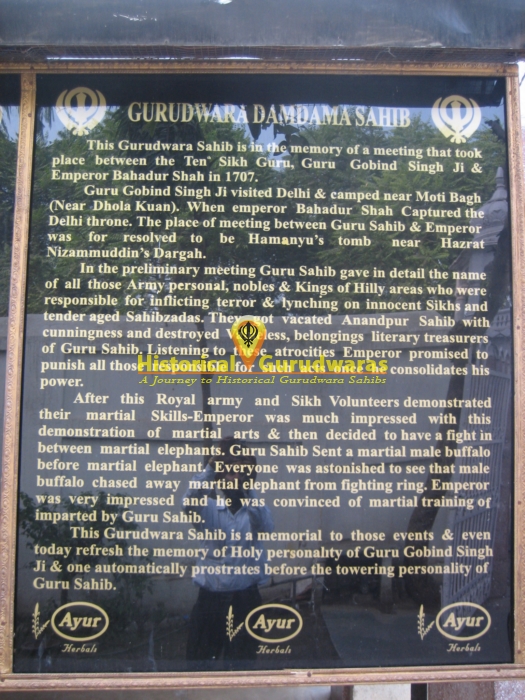 GURUDWARA DAMDAMA SAHIB
This Gurudwara Sahib is in the memory of a meeting that took
place between the Ten Sikh Guru, Guru Gobind Singh Ji &
Emperor Bahadur Shah in 1707.
Guru Gobind Singh Ji visited Delhi & camped near Moti Bagh
(Near Dhola Kuan). When emperor Bahadur Shah Captured the
Delhi throne. The place of meeting between Guru Sahib & Emperor
was for resolved to be Hamanyu's tomb near Hazrat
Nizammuddin's Dargah.
In the preliminary meeting Guru Sahib gave in detail the name
of all those Army personal, nobles & Kings of Hilly areas who were
responsible for inflicting terror & lynching on innocent Sikhs and
tender aged Sahibzadas. They got vacated Anandpur Sahib with
cunningness and destroyed belongings literary treasurers
of Guru Sahib. Listening to these atrocities Emperor promised to
punish all those responsible for such acts once he consolidates his
power.
Historical Gurudwaras
A Journey to Historical Gurudwara Sahibs
After this Royal army and Sikh Volunteers demonstrated
their martial Skills-Emperor was much impressed with this
demonstration of martial arts & then decided to have a fight in
between martial elephants. Guru Sahib Sent a martial male buffalo
before martial elephant. Everyone was astonished to see that male
buffalo chased away martial elephant from fighting ring. Emperor
was very impressed and he was convinced of martial training of
imparted by Guru Sahib.
This Gurudwara Sahib is a memorial to those events & even
today refresh the memory of Holy personality of Guru Gobind Singh
Ji & one automatically prostrates before the towering personality of
Guru Sahib.
Ayur Ayur Ayur
Herbals Herbals Herbals